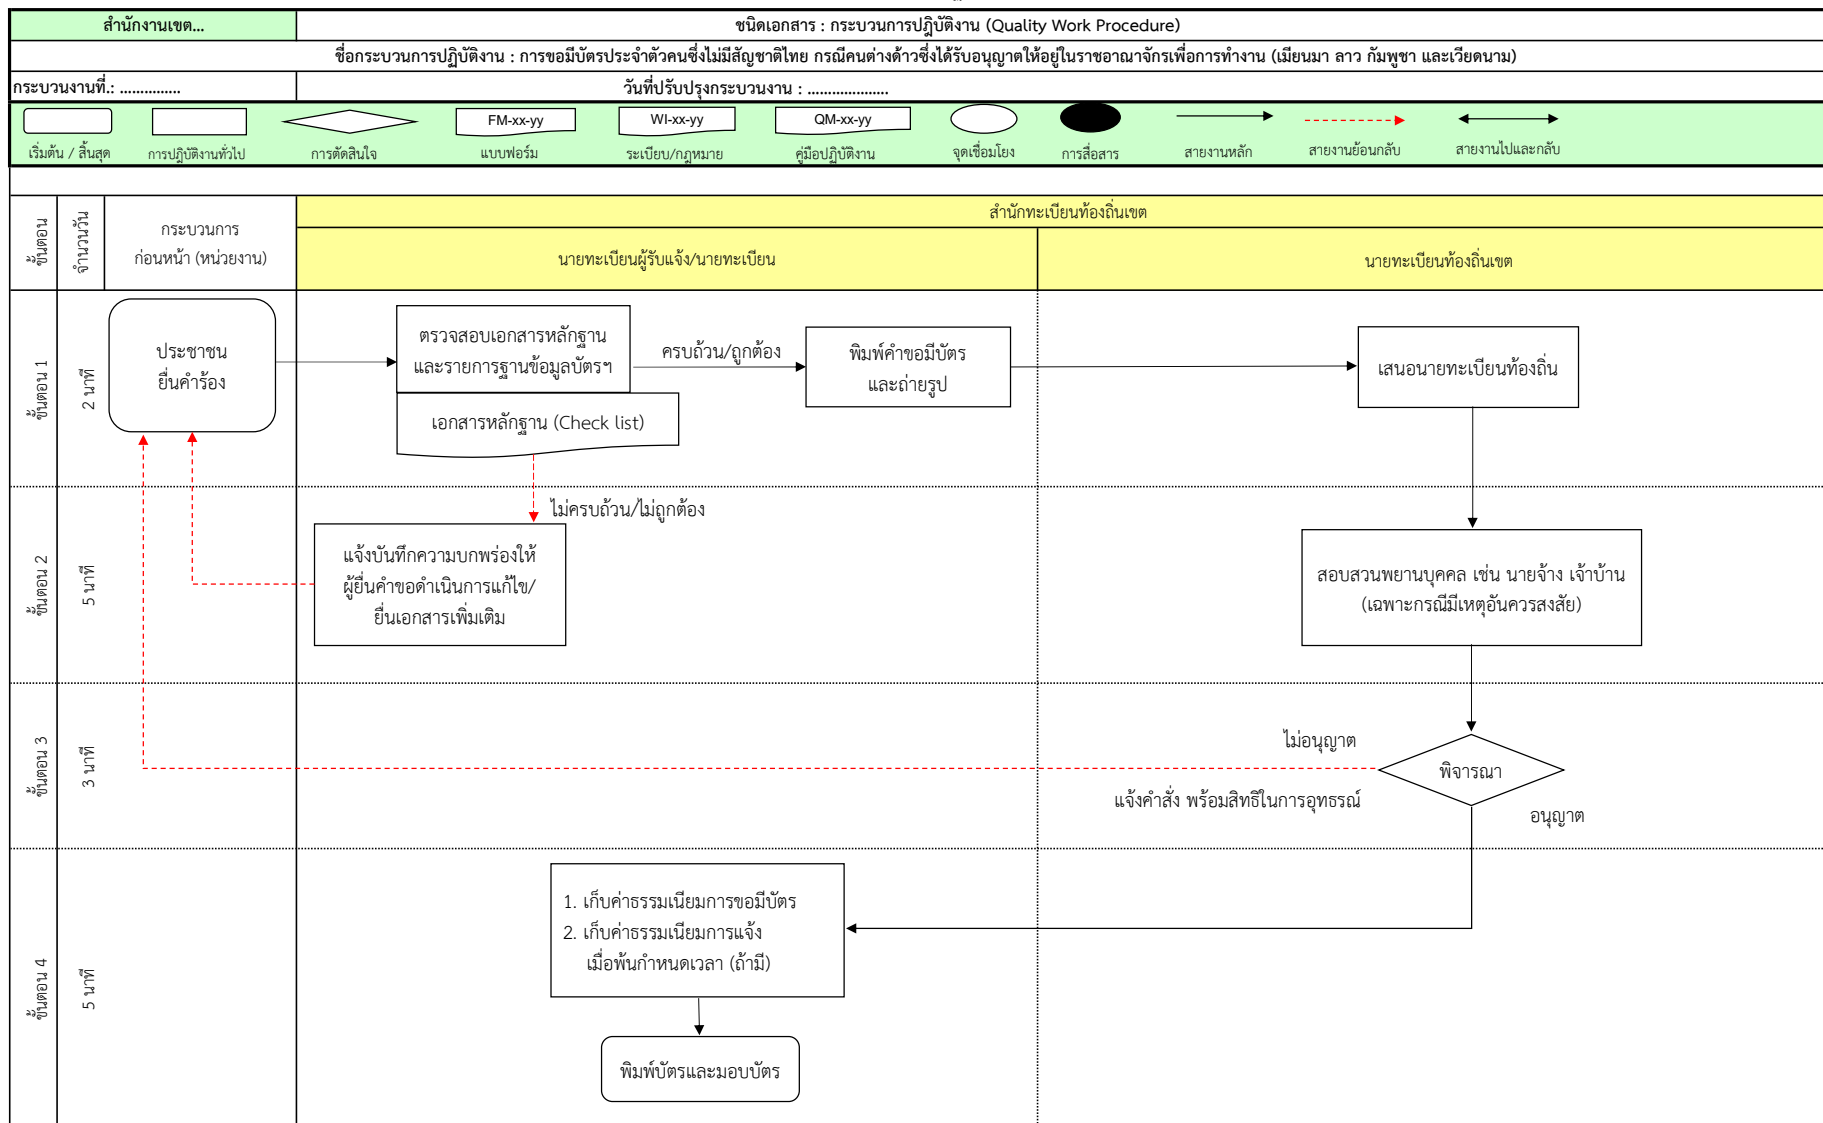 สำนักงานเขต...
ชนิดเอกสาร : กระบวนการปฏิบัติงาน (Quality Work Procedure)
ชื่อกระบวนการปฏิบัติงาน : การขอมีบัตรประจำตัวคนซึ่งไม่มีสัญชาติไทย กรณีคนต่างด้าวซึ่งได้รับอนุญาตให้อยู่ในราชอาณาจักรเพื่อการทำงาน (เมียนมา ลาว กัมพูชา และเวียดนาม)
กระบวนงานที่.: ..............
วันที่ปรับปรุงกระบวนงาน : ...................
FM-xx-yy
WI-xx-yy
QM-xx-yy
เริ่มต้น / สิ้นสุด
การปฏิบัติงานทั่วไป
การตัดสินใจ
แบบฟอร์ม
ระเบียบ/กฎหมาย
คู่มือปฏิบัติงาน
จุดเชื่อมโยง
การสื่อสาร
สายงานหลัก
สายงานย้อนกลับ
สายงานไปและกลับ
ขั้นตอน
จำนวนวัน
กระบวนการ
ก่อนหน้า (หน่วยงาน)
สำนักทะเบียนท้องถิ่นเขต
นายทะเบียนผู้รับแจ้ง/นายทะเบียน
นายทะเบียนท้องถิ่นเขต
ขั้นตอน 1
2 นาที
ประชาชน
ยื่นคำร้อง
ตรวจสอบเอกสารหลักฐาน
และรายการฐานข้อมูลบัตรฯ
เอกสารหลักฐาน (Check list)
ครบถ้วน/ถูกต้อง
พิมพ์คำขอมีบัตร
และถ่ายรูป
เสนอนายทะเบียนท้องถิ่น
ขั้นตอน 2
5 นาที
ไม่ครบถ้วน/ไม่ถูกต้อง
แจ้งบันทึกความบกพร่องให้
ผู้ยื่นคำขอดำเนินการแก้ไข/
ยื่นเอกสารเพิ่มเติม
สอบสวนพยานบุคคล เช่น นายจ้าง เจ้าบ้าน
(เฉพาะกรณีมีเหตุอันควรสงสัย)
ขั้นตอน 3
3 นาที
ไม่อนุญาต
พิจารณา
แจ้งคำสั่ง พร้อมสิทธิในการอุทธรณ์
อนุญาต
ขั้นตอน 4
5 นาที
1. เก็บค่าธรรมเนียมการขอมีบัตร
2. เก็บค่าธรรมเนียมการแจ้ง
เมื่อพ้นกำหนดเวลา (ถ้ามี)
พิมพ์บัตรและมอบบัตร